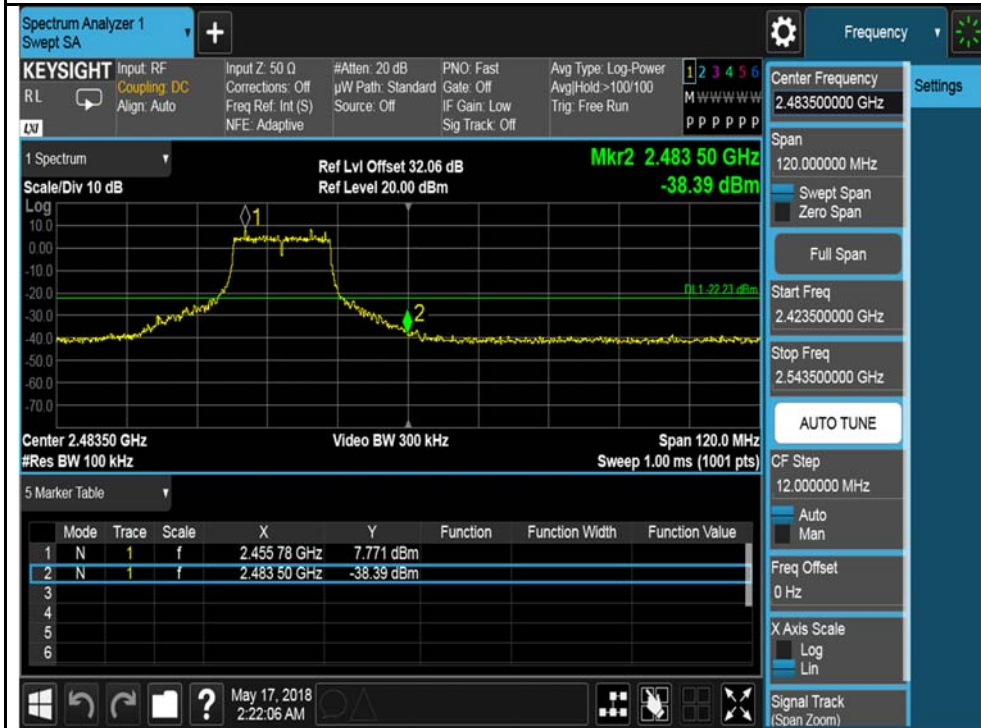 Spectrum Analyzer 1
Swept SA
+
Frequency
KEYSIGHT
RL
LXI
Input: RF
Coupling: DC
Align: Auto
Input Z: 50 Ω
Corrections: Off
Freq Ref: Int (S)
NFE: Adaptive
#Atten: 20 dB
µW Path: Standard
Source: Off
PNO: Fast
Gate: Off
IF Gain: Low
Sig Track: Off
Avg Type: Log-Power
Avg|Hold:>100/100
Trig: Free Run
1 2 3 4 5 6
M W W W W W
P P P P P P
1 Spectrum
Scale/Div 10 dB
Ref Lvl Offset 32.06 dB
Ref Level 20.00 dBm
Mkr2 2.483 50 GHz
-38.39 dBm
Log
10.0
0.00
-10.0
-20.0
-30.0
-40.0
-50.0
-60.0
-70.0
1
2
DL1 -22.23 dBm
Center 2.48350 GHz
#Res BW 100 kHz
Video BW 300 kHz
Span 120.0 MHz
Sweep 1.00 ms (1001 pts)
5 Marker Table
Mode Trace Scale X Y Function Function Width Function Value
1 N 1 f 2.455 78 GHz 7.771 dBm
2 N 1 f 2.483 50 GHz -38.39 dBm
3
4
5
6
?
May 17, 2018
2:22:06 AM
Center Frequency
2.483500000 GHz
Settings
Span
120.000000 MHz
Swept Span
Zero Span
Full Span
Start Freq
2.423500000 GHz
Stop Freq
2.543500000 GHz
AUTO TUNE
CF Step
12.000000 MHz
Auto
Man
Freq Offset
0 Hz
X Axis Scale
Log
Lin
Signal Track
(Span Zoom)